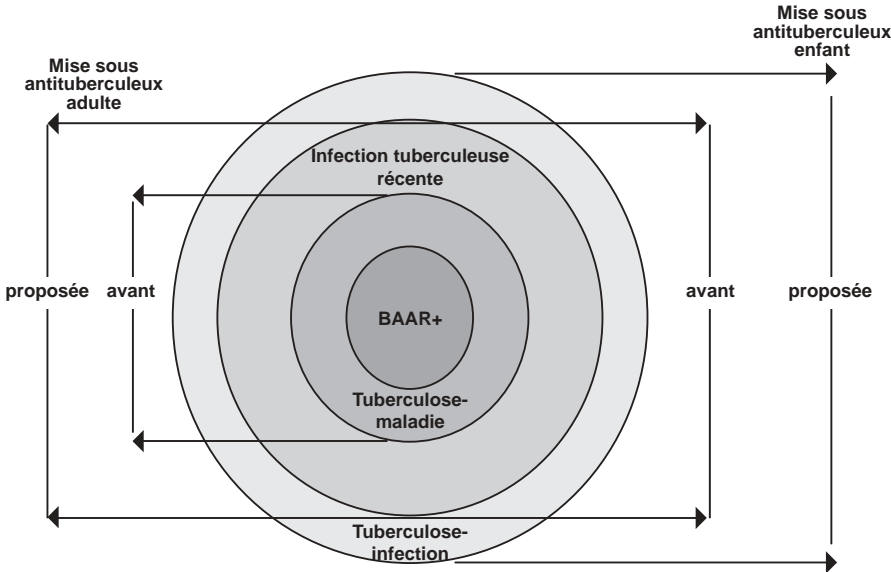 Mise sous
antituberculeux
enfant
Mise sous
antituberculeux
adulte
Infection tuberculeuse
récente
proposée
avant
BAAR+
avant
proposée
Tuberculose-
maladie
Tuberculose-
infection